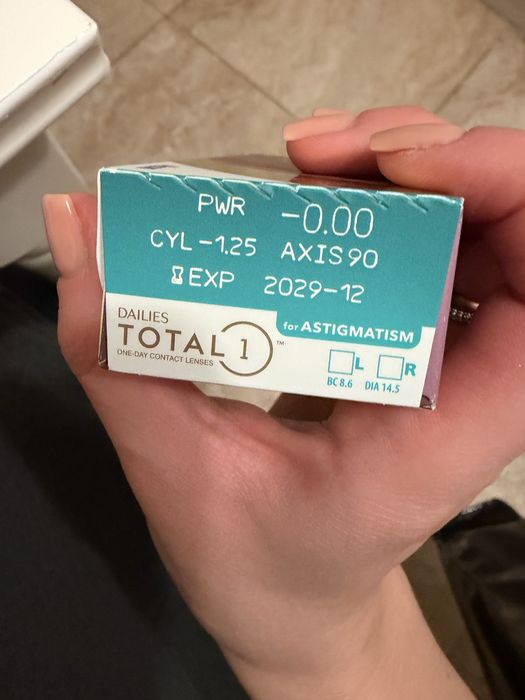 PWR -0.00
CYL -1.25 AXIS 90
EXP 2029-12
for ASTIGMATISM
DAILIES
TOTAL 1™
ONE-DAY CONTACT LENSES
L R
BC 8.6 DIA 14.5